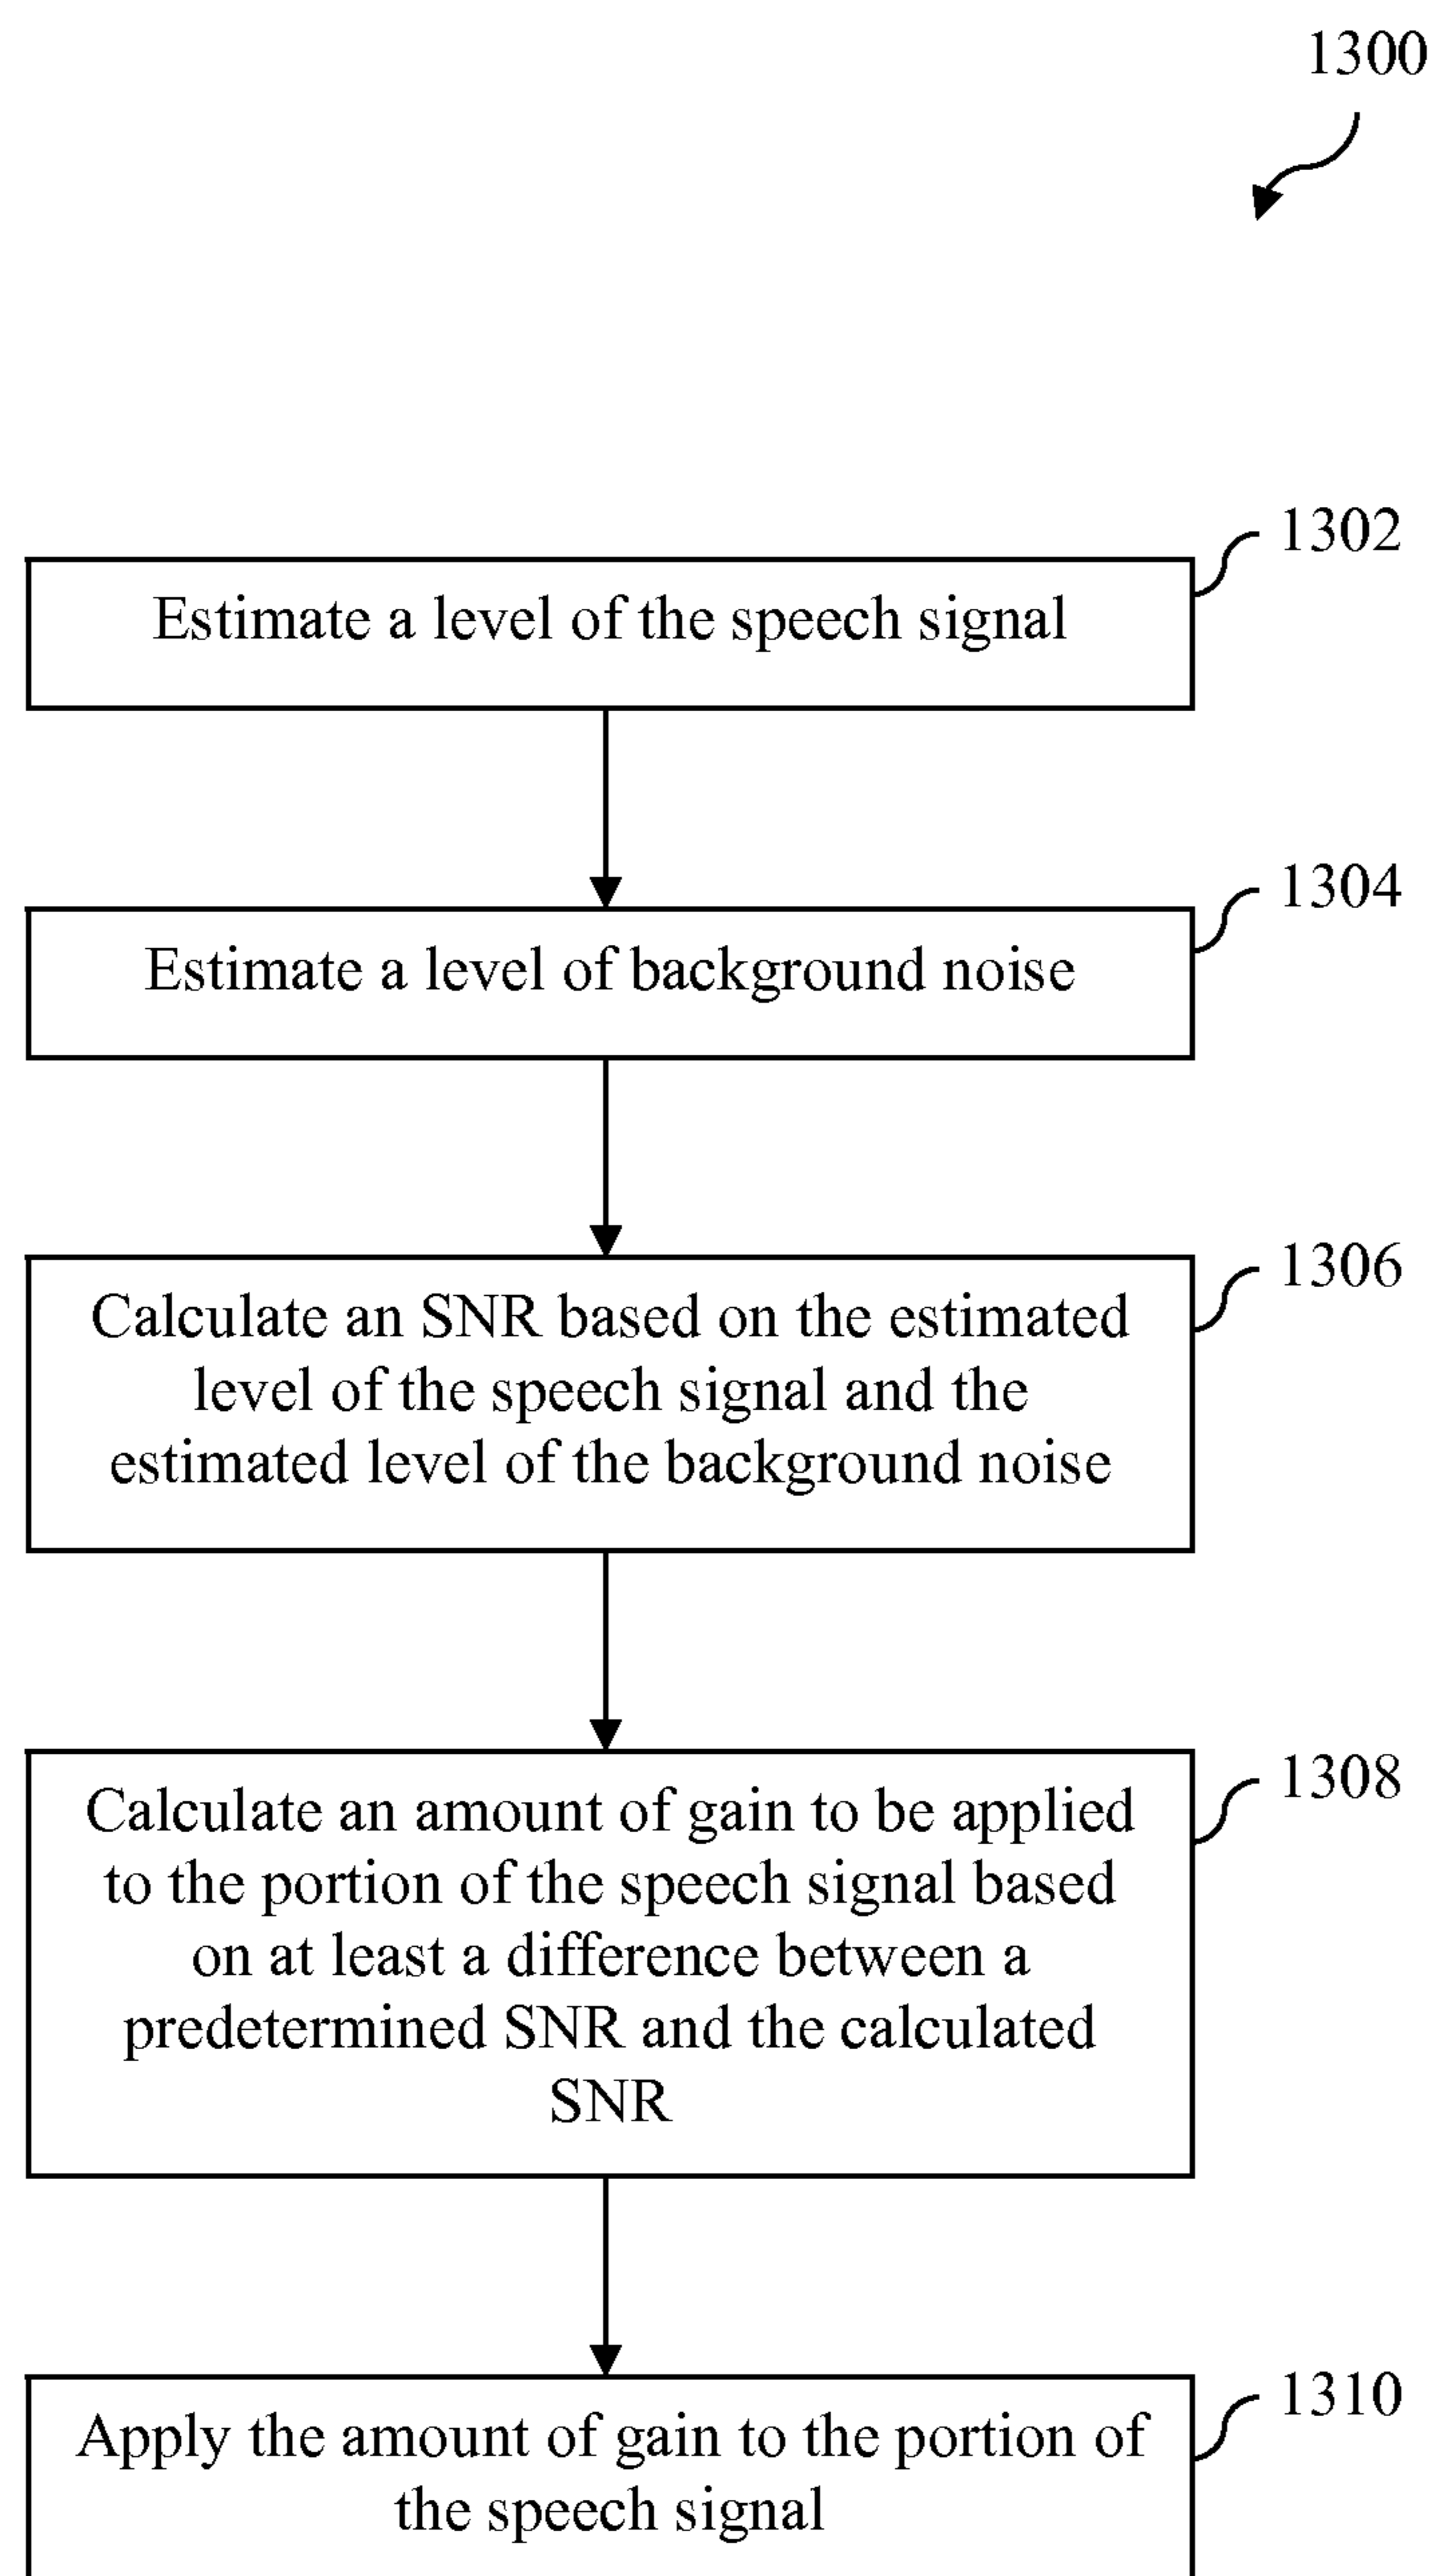 1300
1302
Estimate a level of the speech signal
1304
Estimate a level of background noise
1306
Calculate an SNR based on the estimated
level of the speech signal and the
estimated level of the background noise
1308
Calculate an amount of gain to be applied
to the portion of the speech signal based
on at least a difference between a
predetermined SNR and the calculated
SNR
1310
Apply the amount of gain to the portion of
the speech signal